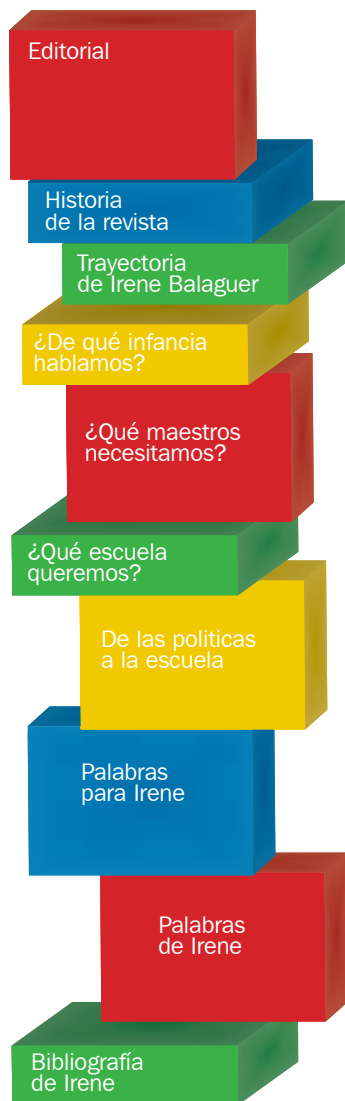 Editorial
Historia
de la revista
Trayectoria
de Irene Balaguer
¿De qué infancia
hablamos?
¿Qué maestros
necesitamos?
¿Qué escuela
queremos?
De las politicas
a la escuela
Palabras
para Irene
Palabras
de Irene
Bibliografía
de Irene